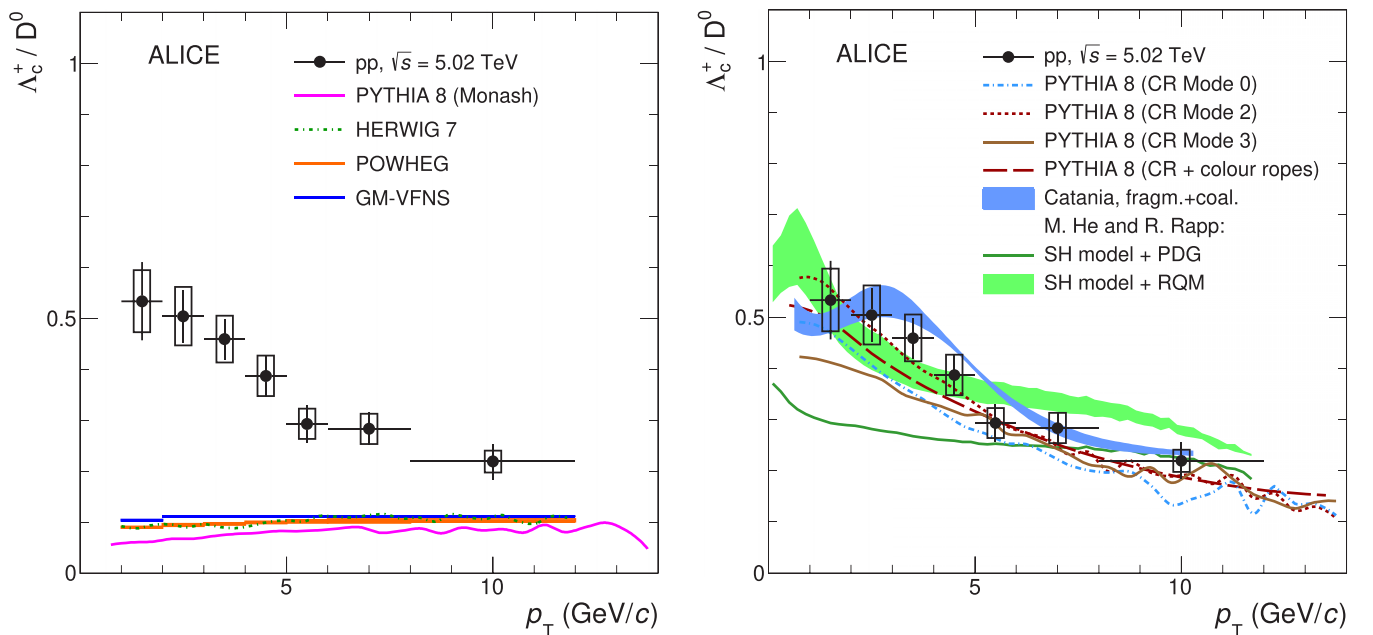 Λc+ / D0
ALICE
pp, √s = 5.02 TeV
PYTHIA 8 (Monash)
HERWIG 7
POWHEG
GM-VFNS
1
0.5
0
5
10
pT (GeV/c)
Λc+ / D0
ALICE
pp, √s = 5.02 TeV
PYTHIA 8 (CR Mode 0)
PYTHIA 8 (CR Mode 2)
PYTHIA 8 (CR Mode 3)
PYTHIA 8 (CR + colour ropes)
Catania, fragm.+coal.
M. He and R. Rapp:
SH model + PDG
SH model + RQM
1
0.5
0
5
10
pT (GeV/c)